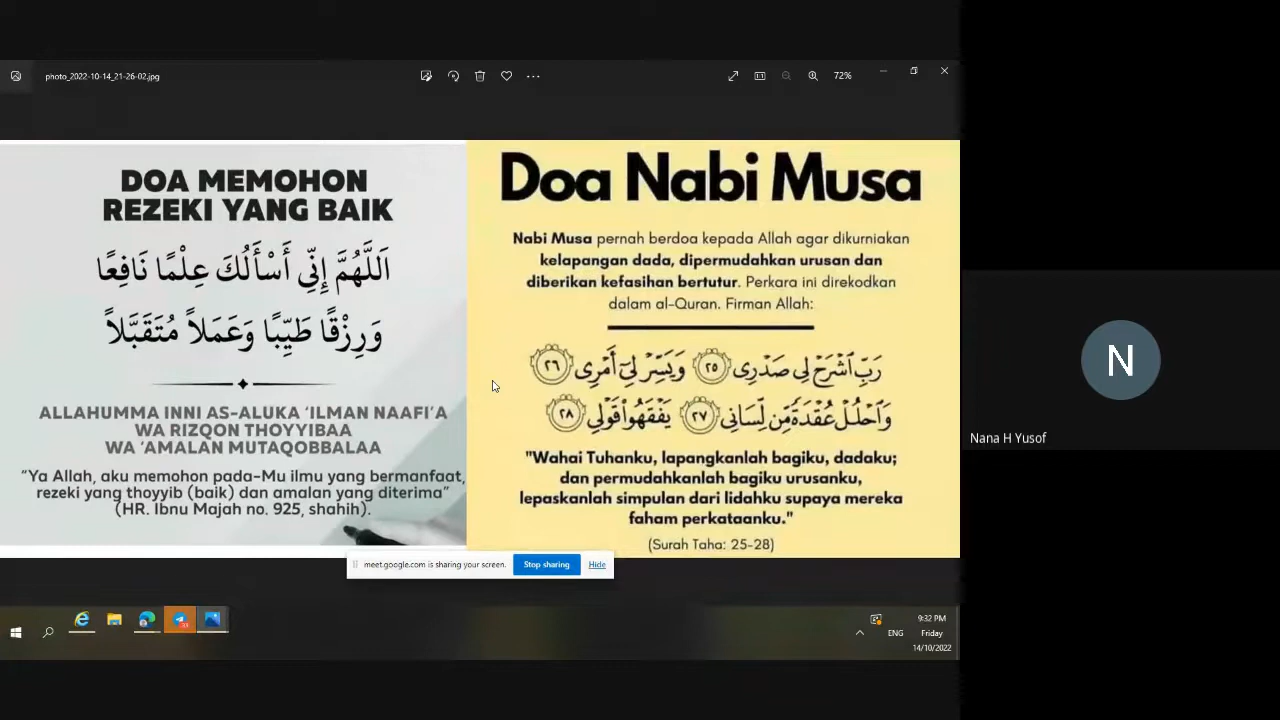 photo_2022-10-14_21-26-02.jpg
72%
DOA MEMOHON
REZEKI YANG BAIK
اَللَّهُمَّ إِنِّي أَسْأَلُكَ عِلْمًا نَافِعًا
وَرِزْقًا طَيِّبًا وَعَمَلاً مُتَقَبَّلاً
ALLAHUMMA INNI AS-ALUKA ‘ILMAN NAAFI’A
WA RIZQON THOYYIBAA
WA ‘AMALAN MUTAQOBBALAA
“Ya Allah, aku memohon pada-Mu ilmu yang bermanfaat,
rezeki yang thoyyib (baik) dan amalan yang diterima”
(HR. Ibnu Majah no. 925, shahih).
Doa Nabi Musa
Nabi Musa pernah berdoa kepada Allah agar dikurniakan
kelapangan dada, dipermudahkan urusan dan
diberikan kefasihan bertutur. Perkara ini direkodkan
dalam al-Quran. Firman Allah:
رَبِّ ٱشْرَحْ لِى صَدْرِى ٢٥ وَيَسِّرْ لِىٓ أَمْرِى ٢٦
وَٱحْلُلْ عُقْدَةً مِّن لِّسَانِى ٢٧ يَفْقَهُوا۟ قَوْلِى ٢٨
"Wahai Tuhanku, lapangkanlah bagiku, dadaku;
dan permudahkanlah bagiku urusanku,
lepaskanlah simpulan dari lidahku supaya mereka
faham perkataanku."
(Surah Taha: 25-28)
meet.google.com is sharing your screen.
Stop sharing
Hide
N
Nana H Yusof
ENG
9:32 PM
Friday
14/10/2022